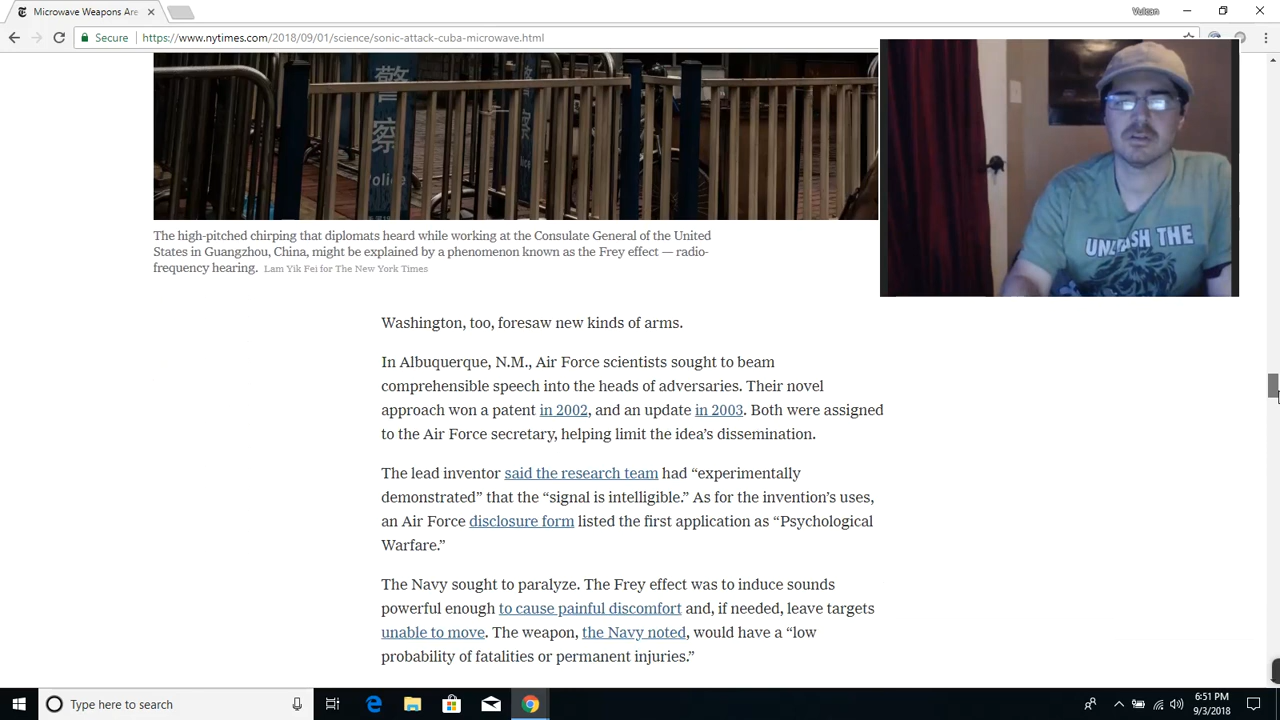 Microwave Weapons Are
Vulcan
Secure
https://www.nytimes.com/2018/09/01/science/sonic-attack-cuba-microwave.html
警察
Police
UNLEASH THE
The high-pitched chirping that diplomats heard while working at the Consulate General of the United
States in Guangzhou, China, might be explained by a phenomenon known as the Frey effect — radio-
frequency hearing. Lam Yik Fei for The New York Times
Washington, too, foresaw new kinds of arms.
In Albuquerque, N.M., Air Force scientists sought to beam
comprehensible speech into the heads of adversaries. Their novel
approach won a patent in 2002, and an update in 2003. Both were assigned
to the Air Force secretary, helping limit the idea’s dissemination.
The lead inventor said the research team had “experimentally
demonstrated” that the “signal is intelligible.” As for the invention’s uses,
an Air Force disclosure form listed the first application as “Psychological
Warfare.”
The Navy sought to paralyze. The Frey effect was to induce sounds
powerful enough to cause painful discomfort and, if needed, leave targets
unable to move. The weapon, the Navy noted, would have a “low
probability of fatalities or permanent injuries.”
Type here to search
6:51 PM
9/3/2018